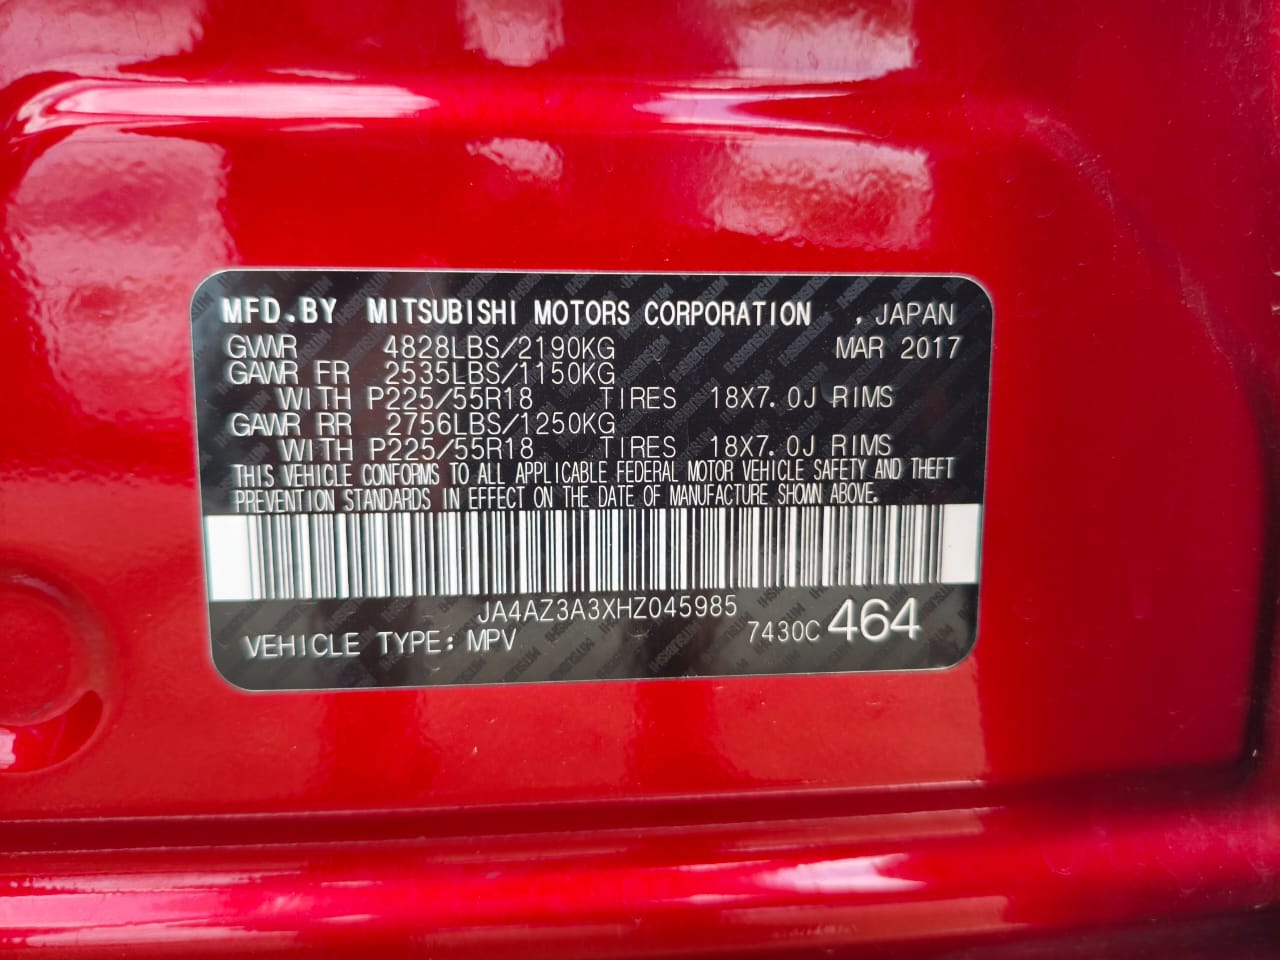 MFD.BY MITSUBISHI MOTORS CORPORATION , JAPAN
GVWR 4828LBS/2190KG MAR 2017
GAWR FR 2535LBS/1150KG
WITH P225/55R18 TIRES 18X7.0J RIMS
GAWR RR 2756LBS/1250KG
WITH P225/55R18 TIRES 18X7.0J RIMS
THIS VEHICLE CONFORMS TO ALL APPLICABLE FEDERAL MOTOR VEHICLE SAFETY AND THEFT
PREVENTION STANDARDS IN EFFECT ON THE DATE OF MANUFACTURE SHOWN ABOVE.
JA4AZ3A3XHZ045985
VEHICLE TYPE: MPV 7430C 464